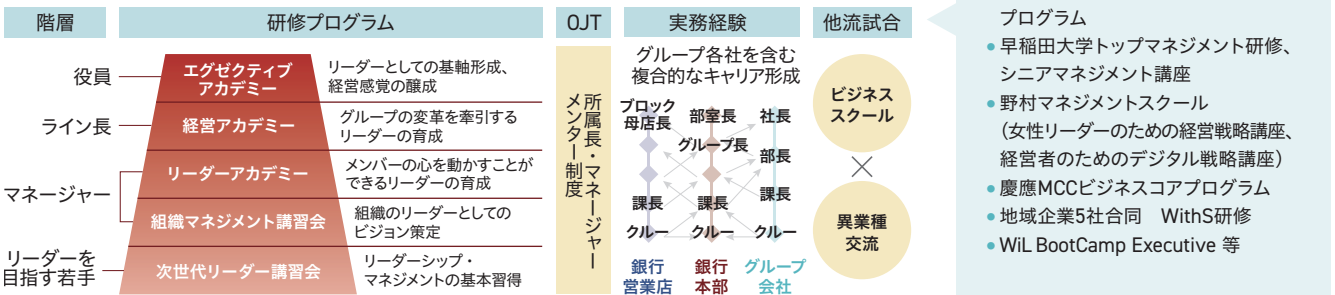 階層
研修プログラム
OJT
実務経験
他流試合
役員
エグゼクティブ
アカデミー
リーダーとしての基軸形成、
経営感覚の醸成
ライン長
経営アカデミー
グループの変革を牽引する
リーダーの育成
マネージャー
リーダーアカデミー
メンバーの心を動かすことが
できるリーダーの育成
組織マネジメント講習会
組織のリーダーとしての
ビジョン策定
リーダーを
目指す若手
次世代リーダー講習会
リーダーシップ・
マネジメントの基本習得
所属長・マネージャー
メンター制度
グループ各社を含む
複合的なキャリア形成
ブロック
母店長
課長
クルー
銀行
営業店
部室長
グループ長
課長
クルー
銀行
本部
社長
部長
課長
クルー
グループ
会社
ビジネス
スクール
×
異業種
交流
プログラム
●早稲田大学トップマネジメント研修、
シニアマネジメント講座
●野村マネジメントスクール
（女性リーダーのための経営戦略講座、
経営者のためのデジタル戦略講座）
●慶應MCCビジネスコアプログラム
●地域企業5社合同　WithS研修
●WiL BootCamp Executive 等